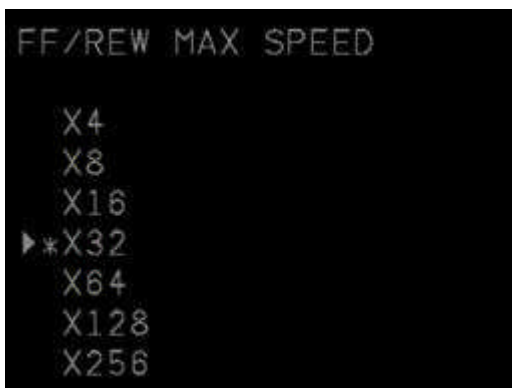 FF/REW MAX SPEED
X4
X8
X16
▶*X32
X64
X128
X256